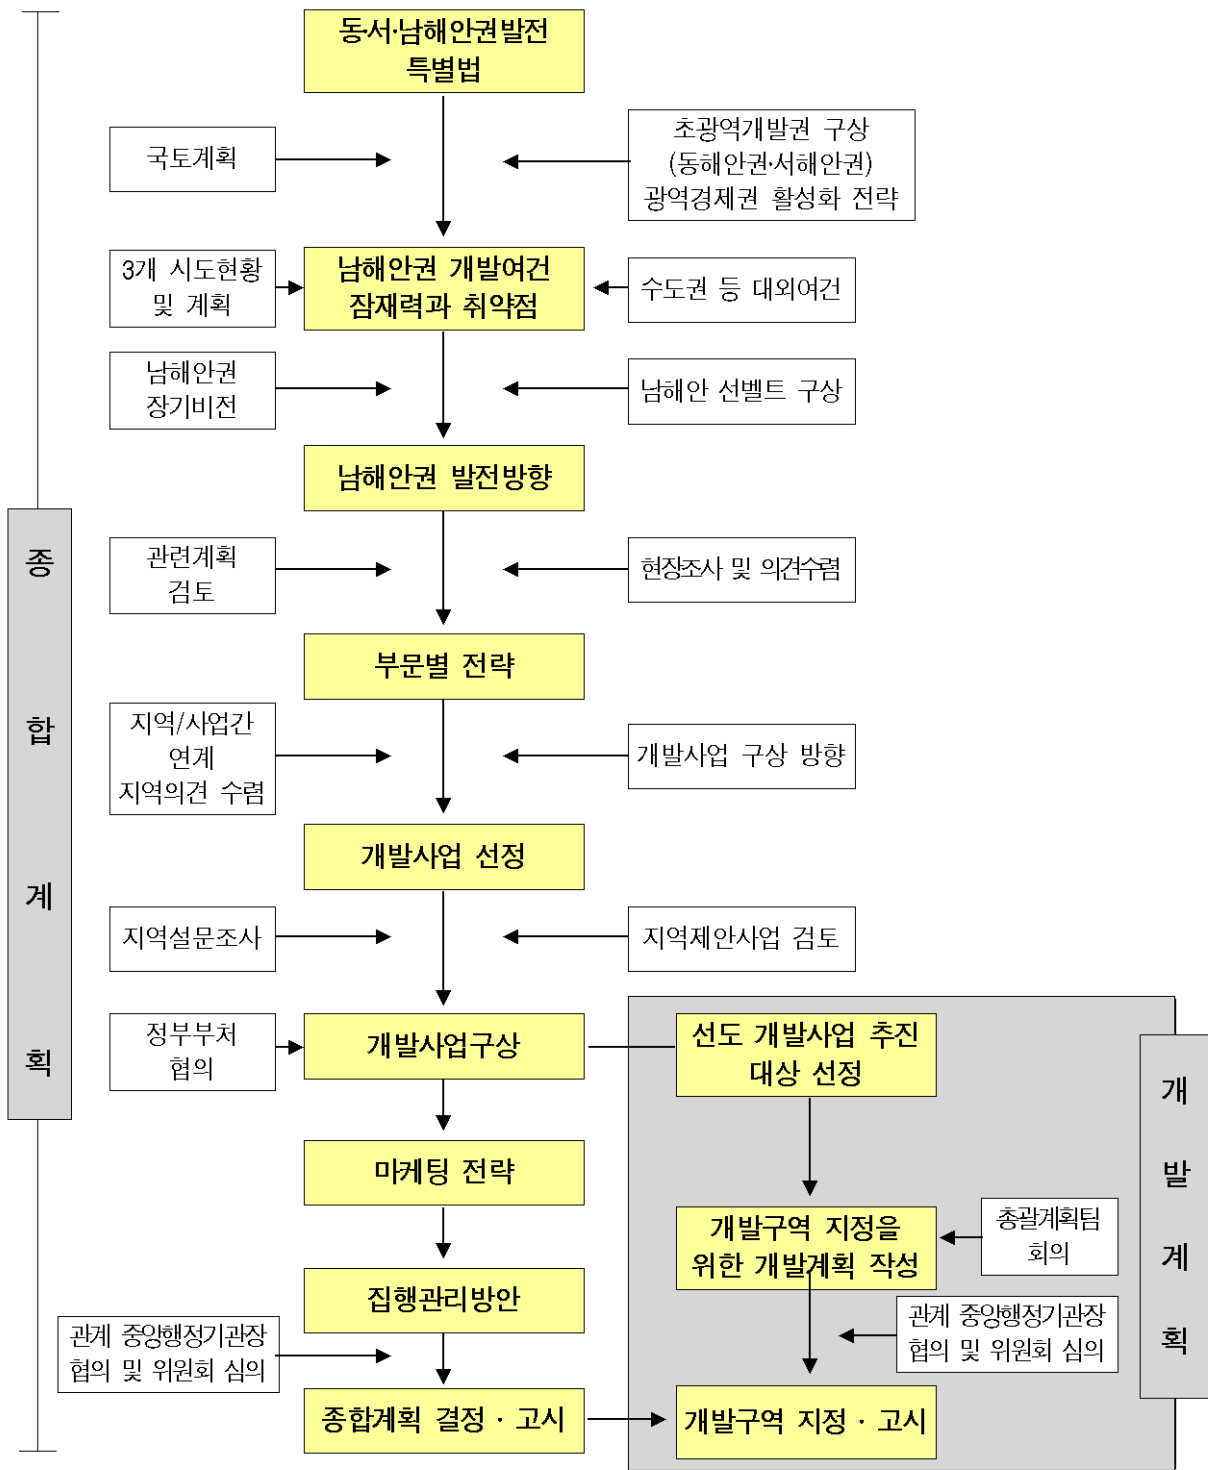 동·서·남해안권발전
특별법
국토계획
초광역개발권 구상
(동해안권·서해안권)
광역경제권 활성화 전략
3개 시도현황
및 계획
남해안권 개발여건
잠재력과 취약점
수도권 등 대외여건
남해안권
장기비전
남해안 선벨트 구상
남해안권 발전방향
관련계획
검토
현장조사 및 의견수렴
부문별 전략
지역/사업간
연계
지역의견 수렴
개발사업 구상 방향
개발사업 선정
지역설문조사
지역제안사업 검토
정부부처
협의
개발사업구상
선도 개발사업 추진
대상 선정
마케팅 전략
개발구역 지정을
위한 개발계획 작성
총괄계획팀
회의
집행관리방안
관계 중앙행정기관장
협의 및 위원회 심의
관계 중앙행정기관장
협의 및 위원회 심의
종합계획 결정 · 고시
개발구역 지정 · 고시
종
합
계
획
개
발
계
획